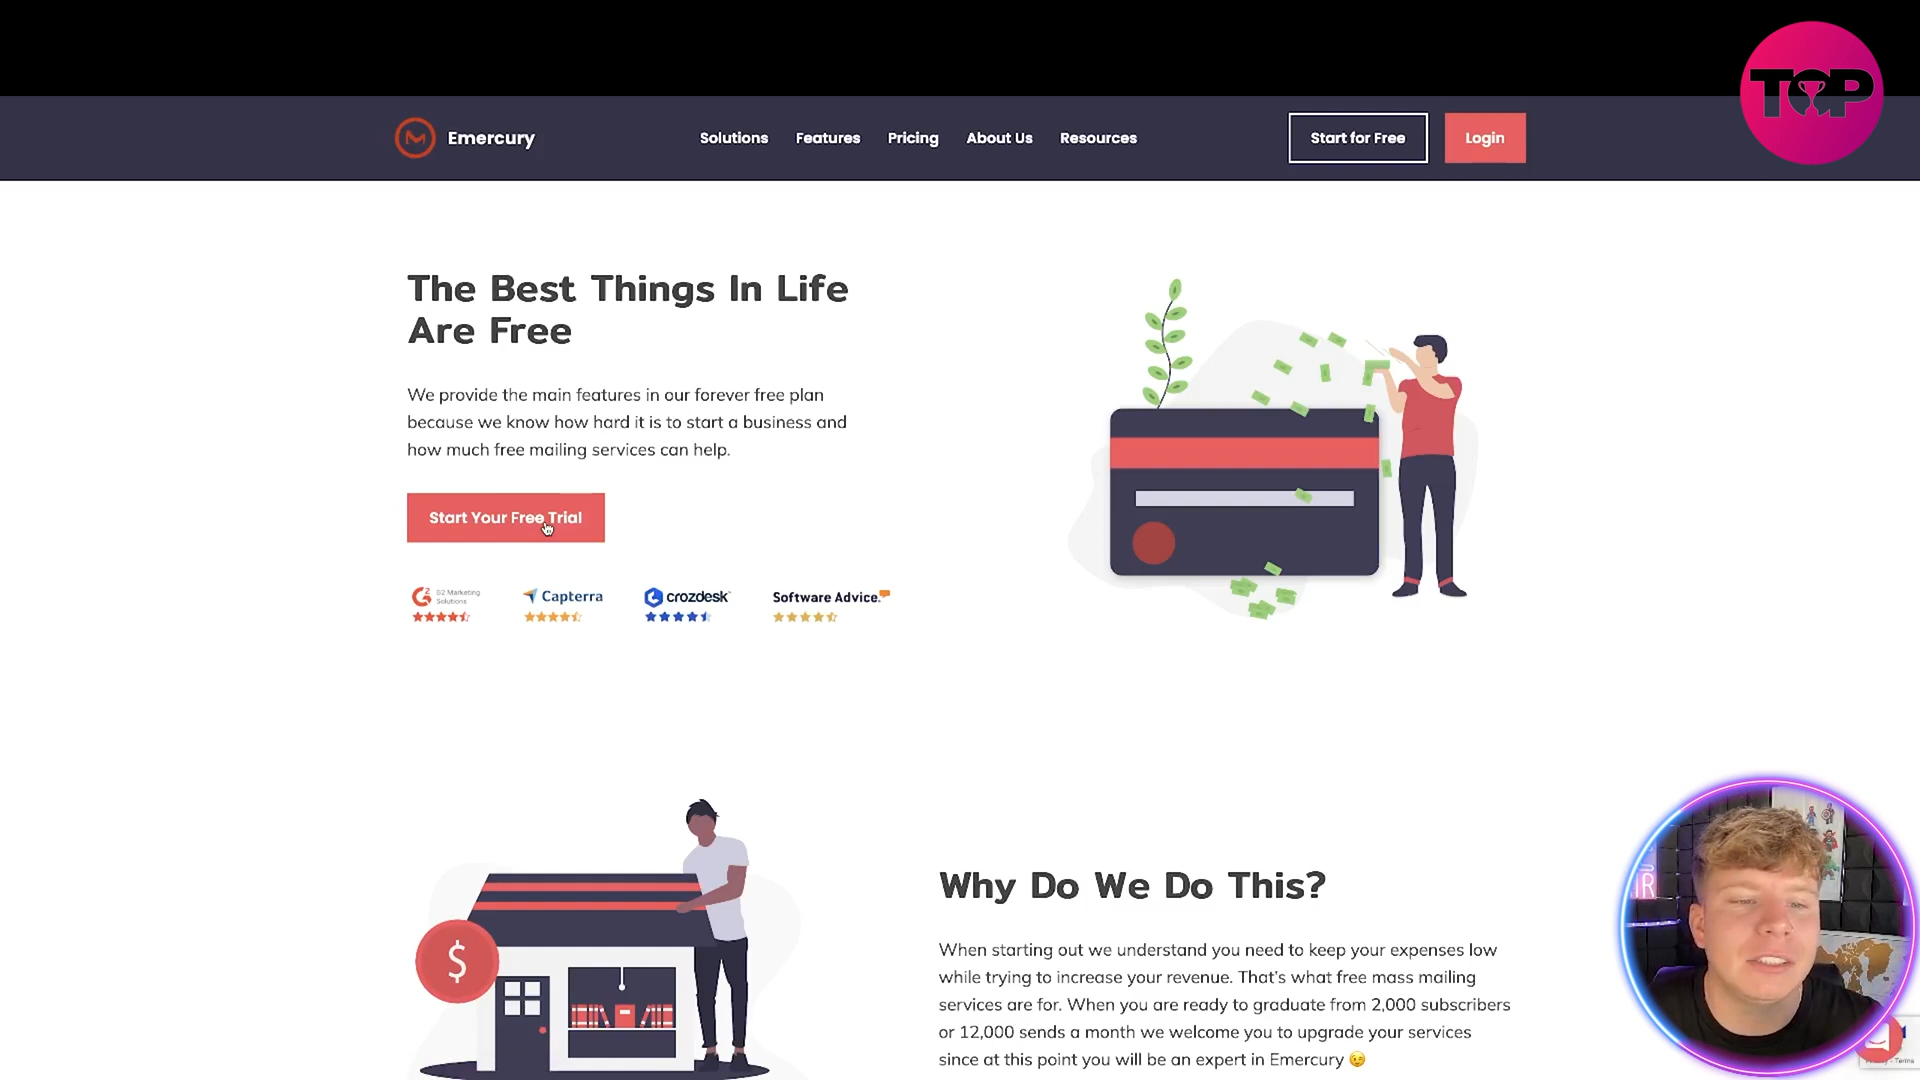 TOP
Emercury
Solutions
Features
Pricing
About Us
Resources
Start for Free
Login
The Best Things In Life
Are Free
We provide the main features in our forever free plan
because we know how hard it is to start a business and
how much free mailing services can help.
Start Your Free Trial
G2 Marketing
Solutions
Capterra
crozdesk
Software Advice.
$
Why Do We Do This?
When starting out we understand you need to keep your expenses low
while trying to increase your revenue. That's what free mass mailing
services are for. When you are ready to graduate from 2,000 subscribers
or 12,000 sends a month we welcome you to upgrade your services
since at this point you will be an expert in Emercury 😉